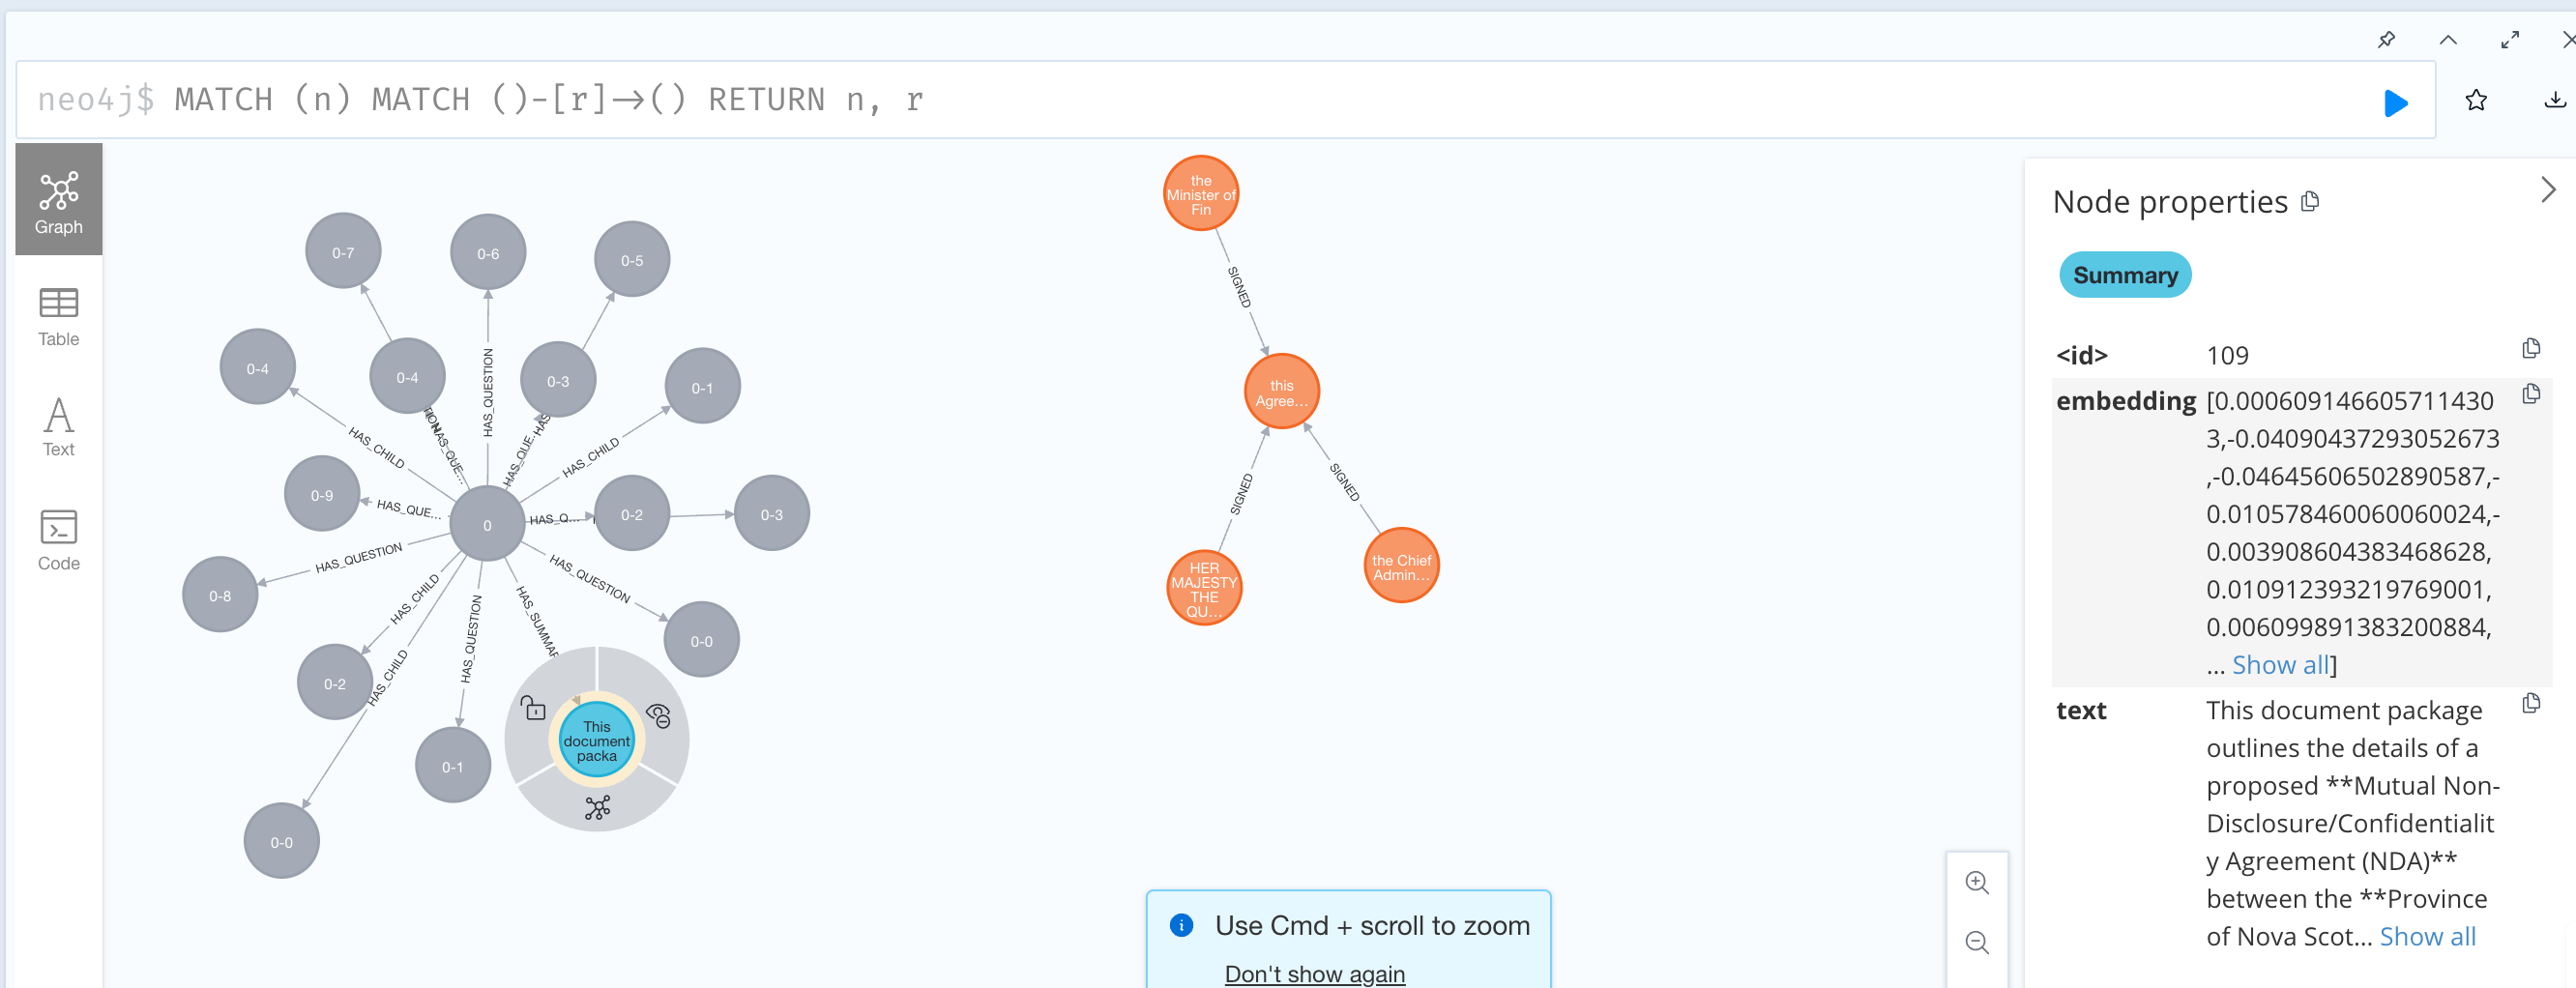 neo4j$ MATCH (n) MATCH ()-[r]->() RETURN n, r
Graph
Table
Text
Code
0-7
0-6
0-5
0-4
0-4
0-3
0-1
0-9
0
0-2
0-3
0-8
0-2
0-1
0-0
0-0
HAS_QUESTION
HAS_CHILD
HAS_QUE...
HAS_QUE...
HAS_CHILD
HAS_QUE...
HAS_Q...
HAS_QUESTION
HAS_CHILD
HAS_CHILD
HAS_QUESTION
HAS_QUESTION
HAS_SUMMAR
This
document
packa
the
Minister of
Fin
SIGNED
this
Agree...
SIGNED
SIGNED
HER
MAJESTY
THE
QU...
the Chief
Admin...
Use Cmd + scroll to zoom
Don't show again
Node properties
Summary
<id> 109
embedding [0.000609146605711430
3,-0.04090437293052673
,-0.04645606502890587,-
0.010578460060060024,-
0.003908604383468628,
0.010912393219769001,
0.006099891383200884,
... Show all]
text This document package
outlines the details of a
proposed **Mutual Non-
Disclosure/Confidentialit
y Agreement (NDA)**
between the **Province
of Nova Scot... Show all